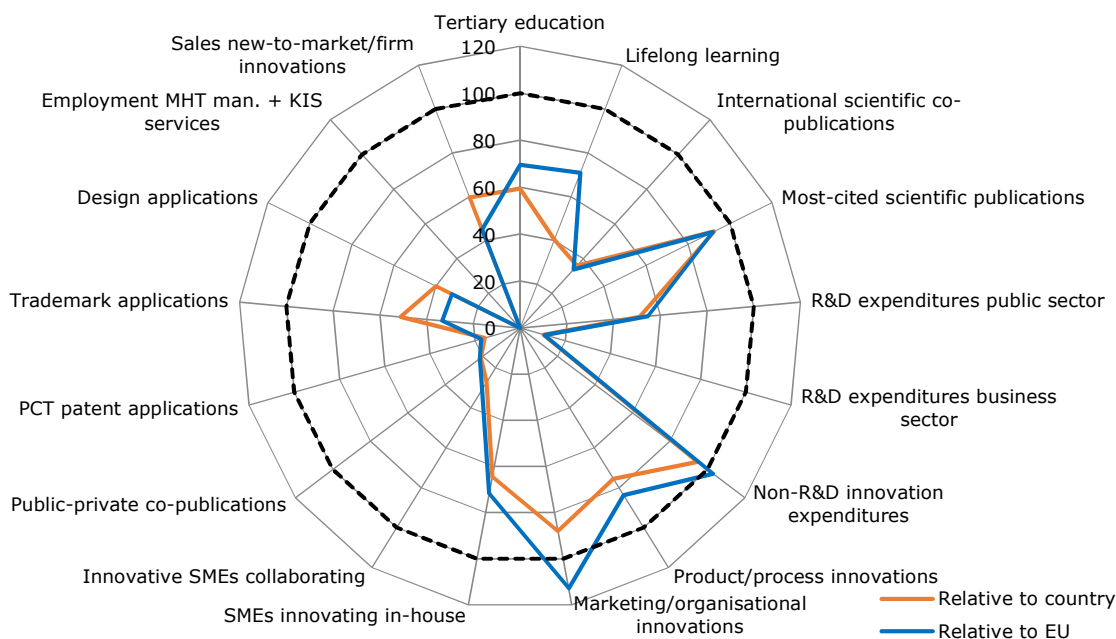 Tertiary education
Sales new-to-market/firm
innovations
Lifelong learning
Employment MHT man. + KIS
services
International scientific co-
publications
Design applications
Most-cited scientific publications
Trademark applications
R&D expenditures public sector
PCT patent applications
R&D expenditures business
sector
Public-private co-publications
Non-R&D innovation
expenditures
Innovative SMEs collaborating
Product/process innovations
SMEs innovating in-house
Marketing/organisational
innovations
120
100
80
60
40
20
0
Relative to country
Relative to EU